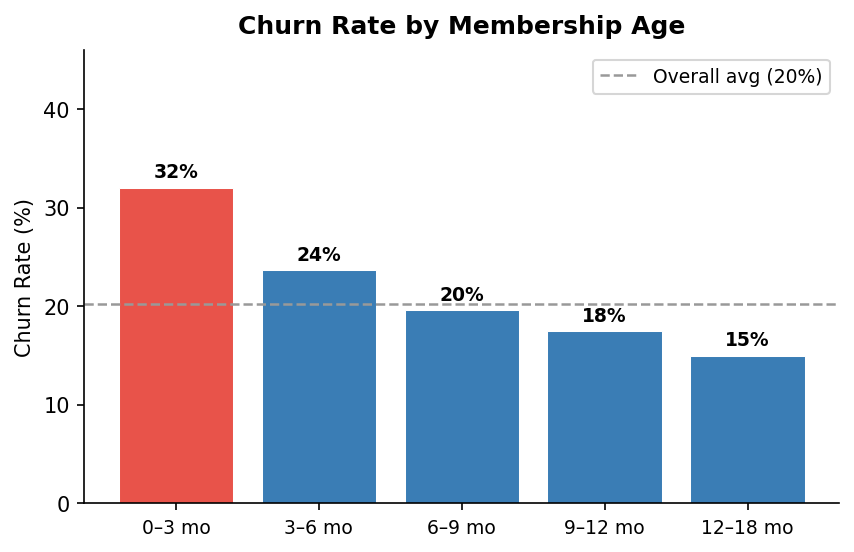 Churn Rate by Membership Age
Overall avg (20%)
Churn Rate (%)
40
30
20
10
0
32%
24%
20%
18%
15%
0–3 mo
3–6 mo
6–9 mo
9–12 mo
12–18 mo